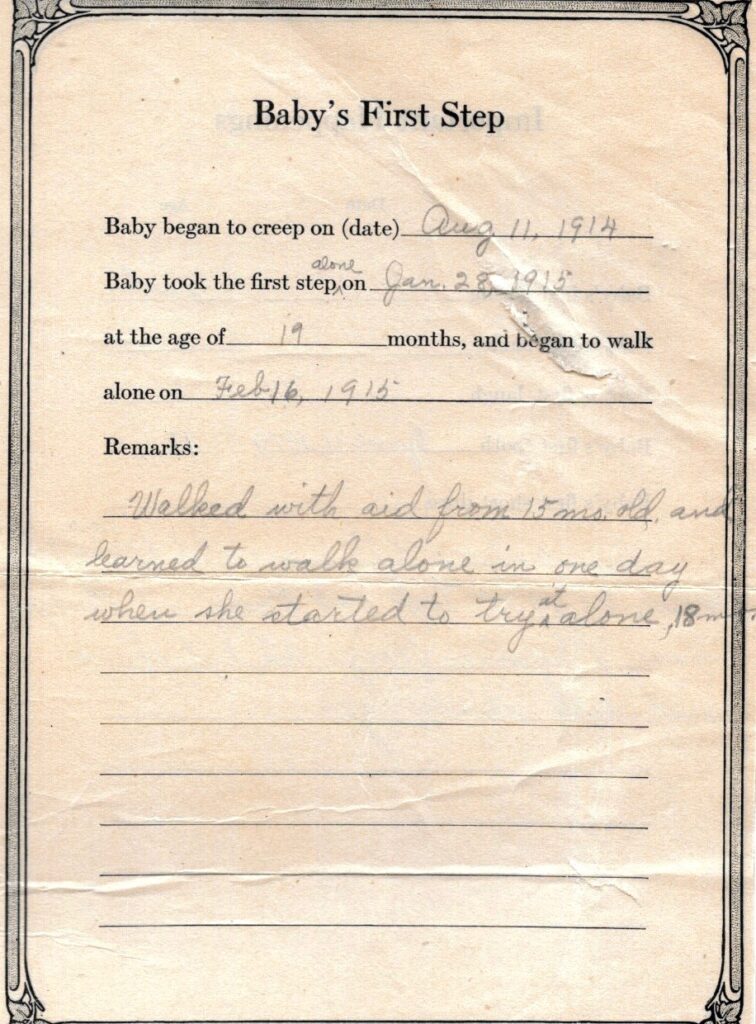 Baby's First Step
Baby began to creep on (date) Aug 11, 1914
Baby took the first step, alone on Jan. 28, 1915
at the age of 19 months, and began to walk
alone on Feb 16, 1915
Remarks:
Walked with aid from 15 mo. old, and
learned to walk alone in one day
when she started to try at alone, 18 mos